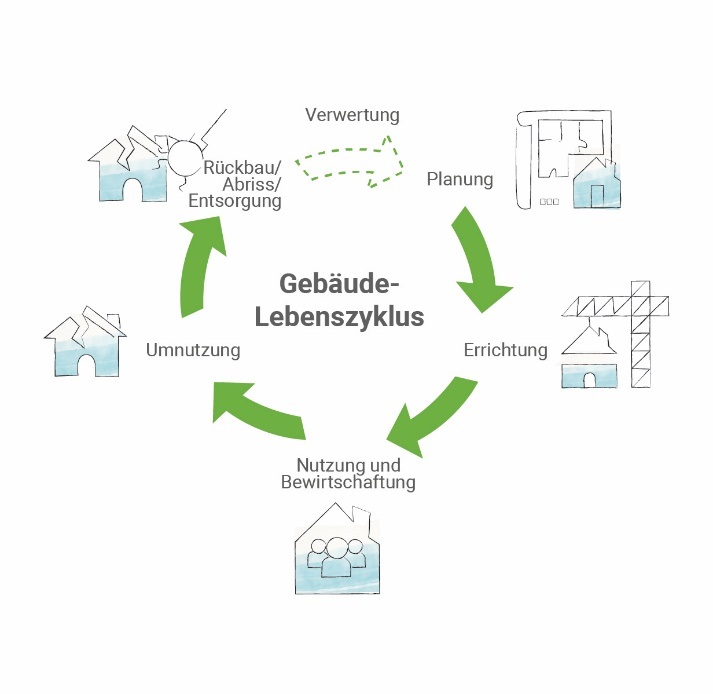 Verwertung
Planung
Errichtung
Nutzung und
Bewirtschaftung
Umnutzung
Rückbau/
Abriss/
Entsorgung
Gebäude-
Lebenszyklus